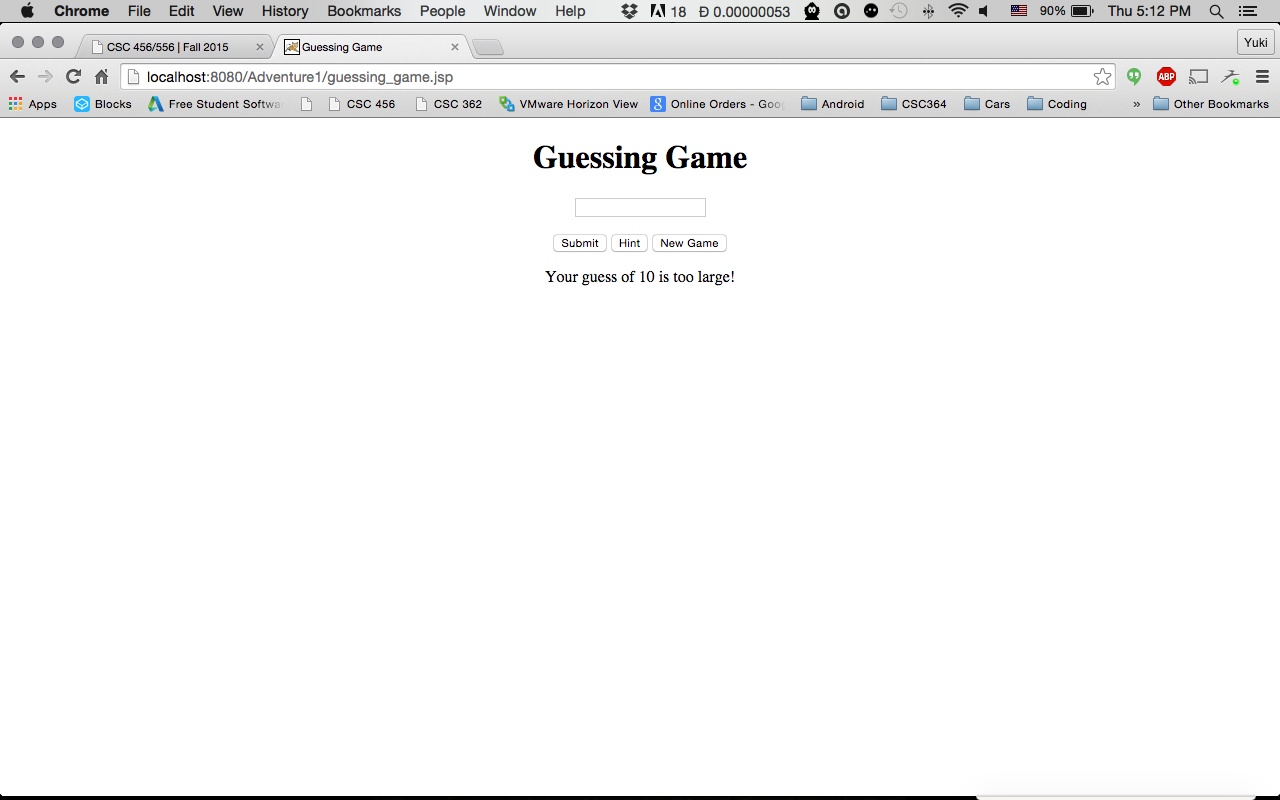 Chrome File Edit View History Bookmarks People Window Help 18 Đ 0.00000053 90% Thu 5:12 PM
CSC 456/556 | Fall 2015 Guessing Game Yuki
localhost:8080/Adventure1/guessing_game.jsp ABP
Apps Blocks Free Student Softwa CSC 456 CSC 362 VMware Horizon View Online Orders - Goo Android CSC364 Cars Coding » Other Bookmarks
Guessing Game
Submit Hint New Game
Your guess of 10 is too large!